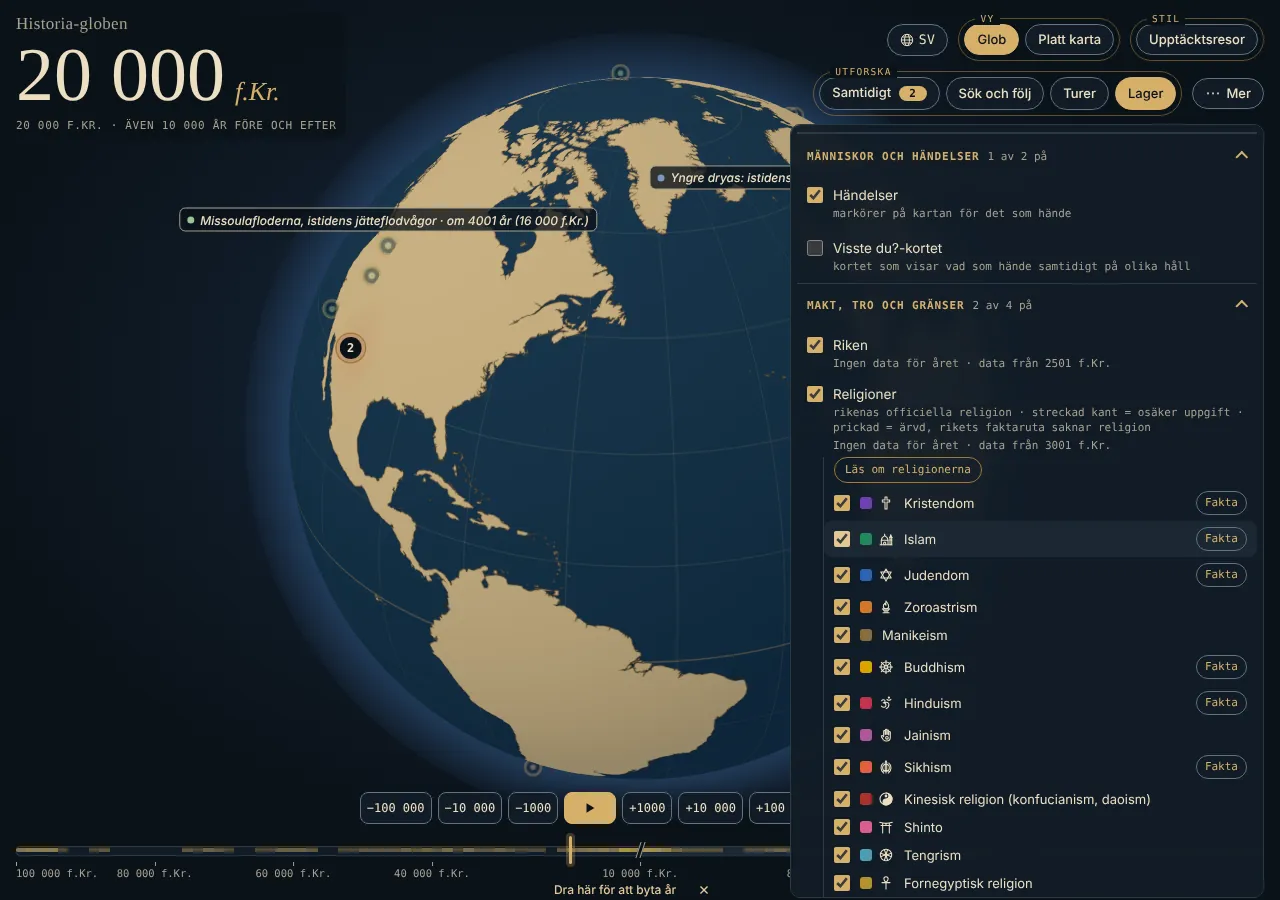 Historia-globen
20 000 f.Kr.
20 000 F.KR. · ÄVEN 10 000 ÅR FÖRE OCH EFTER
SV
VY
Glob
Platt karta
STIL
Upptäcktsresor
UTFORSKA
Samtidigt 2
Sök och följ
Turer
Lager
··· Mer
Yngre dryas: istidens
Missoulafloderna, istidens jätteflodvågor · om 4001 år (16 000 f.Kr.)
2
MÄNNISKOR OCH HÄNDELSER 1 av 2 på
Händelser
markörer på kartan för det som hände
Visste du?-kortet
kortet som visar vad som hände samtidigt på olika håll
MAKT, TRO OCH GRÄNSER 2 av 4 på
Riken
Ingen data för året · data från 2501 f.Kr.
Religioner
rikenas officiella religion · streckad kant = osäker uppgift ·
prickad = ärvd, rikets faktaruta saknar religion
Ingen data för året · data från 3001 f.Kr.
Läs om religionerna
Kristendom Fakta
Islam Fakta
Judendom Fakta
Zoroastrism
Manikeism
Buddhism Fakta
Hinduism Fakta
Jainism
Sikhism Fakta
Kinesisk religion (konfucianism, daoism)
Shinto
Tengrism
Fornegyptisk religion
−100 000
−10 000
−1000
+1000
+10 000
+100
100 000 f.Kr.
80 000 f.Kr.
60 000 f.Kr.
40 000 f.Kr.
10 000 f.Kr.
8
Dra här för att byta år ✕